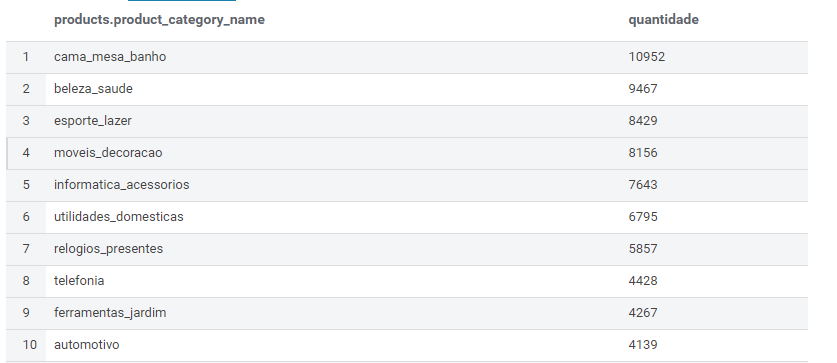 products.product_category_name quantidade
1 cama_mesa_banho 10952
2 beleza_saude 9467
3 esporte_lazer 8429
4 moveis_decoracao 8156
5 informatica_acessorios 7643
6 utilidades_domesticas 6795
7 relogios_presentes 5857
8 telefonia 4428
9 ferramentas_jardim 4267
10 automotivo 4139